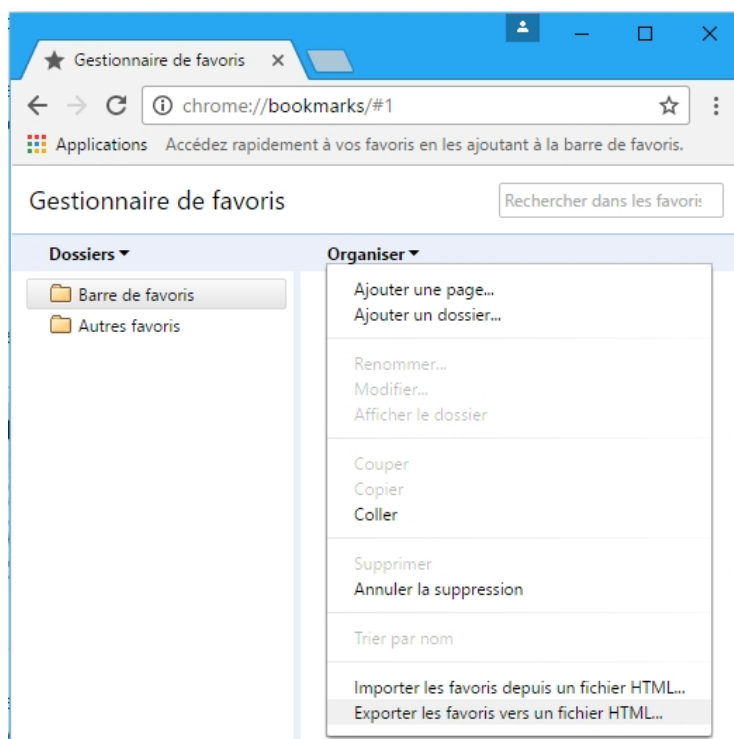 Gestionnaire de favoris
chrome://bookmarks/#1
Applications Accédez rapidement à vos favoris en les ajoutant à la barre de favoris.
Gestionnaire de favoris
Rechercher dans les favoris
Dossiers
Organiser
Barre de favoris
Autres favoris
Ajouter une page...
Ajouter un dossier...
Renommer...
Modifier...
Afficher le dossier
Couper
Copier
Coller
Supprimer
Annuler la suppression
Trier par nom
Importer les favoris depuis un fichier HTML...
Exporter les favoris vers un fichier HTML...